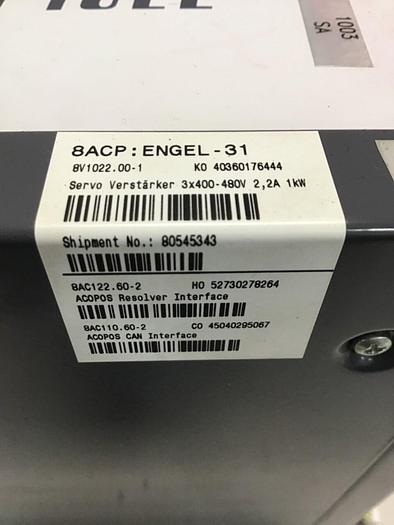 1003
SA
8ACP:ENGEL-31
8V1022.00-1 K0 40360176444
Servo Verstärker 3x400-480V 2,2A 1kW
Shipment No.: 80545343
8AC122.60-2 H0 52730278264
ACOPOS Resolver Interface
8AC110.60-2 C0 45040295067
ACOPOS CAN Interface